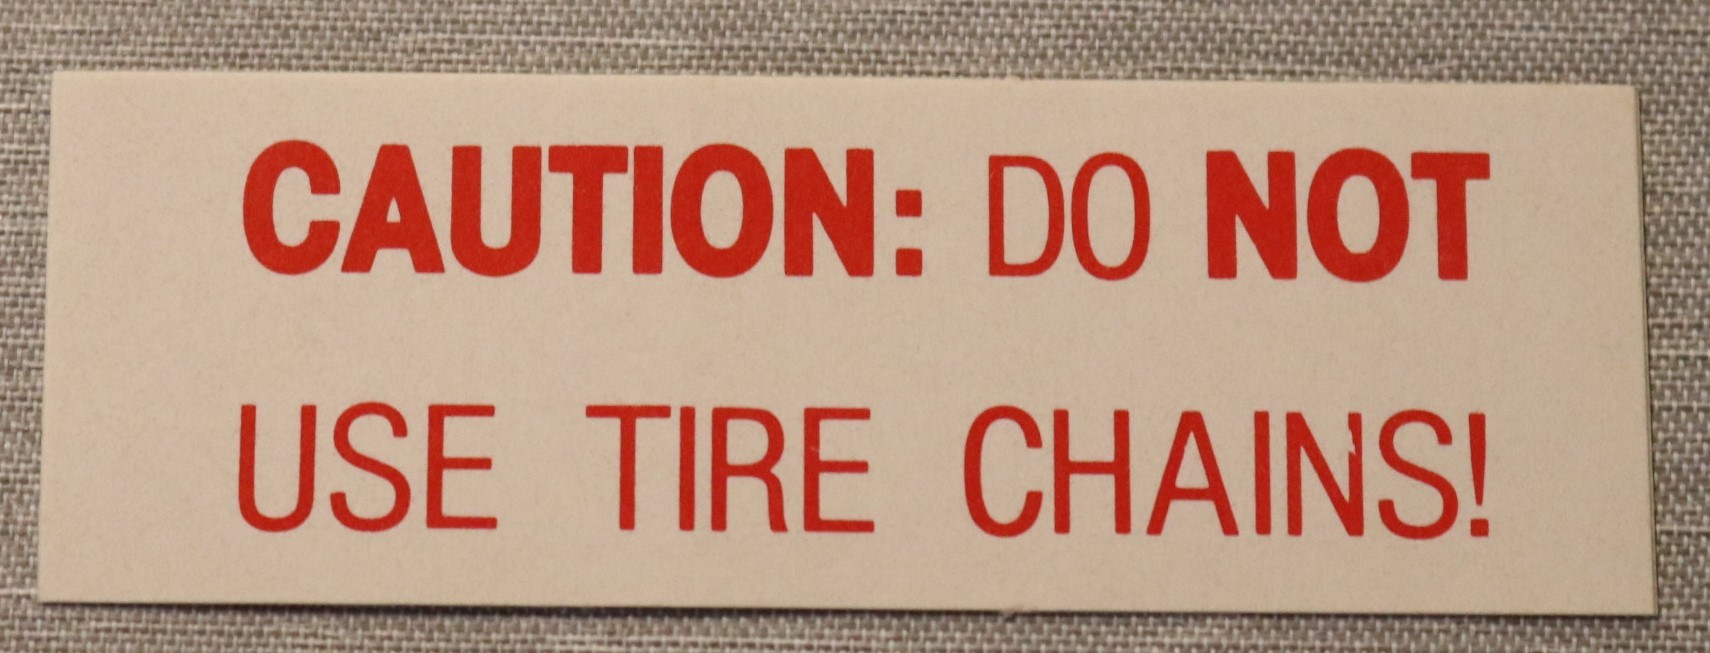 CAUTION: DO NOT
USE TIRE CHAINS!